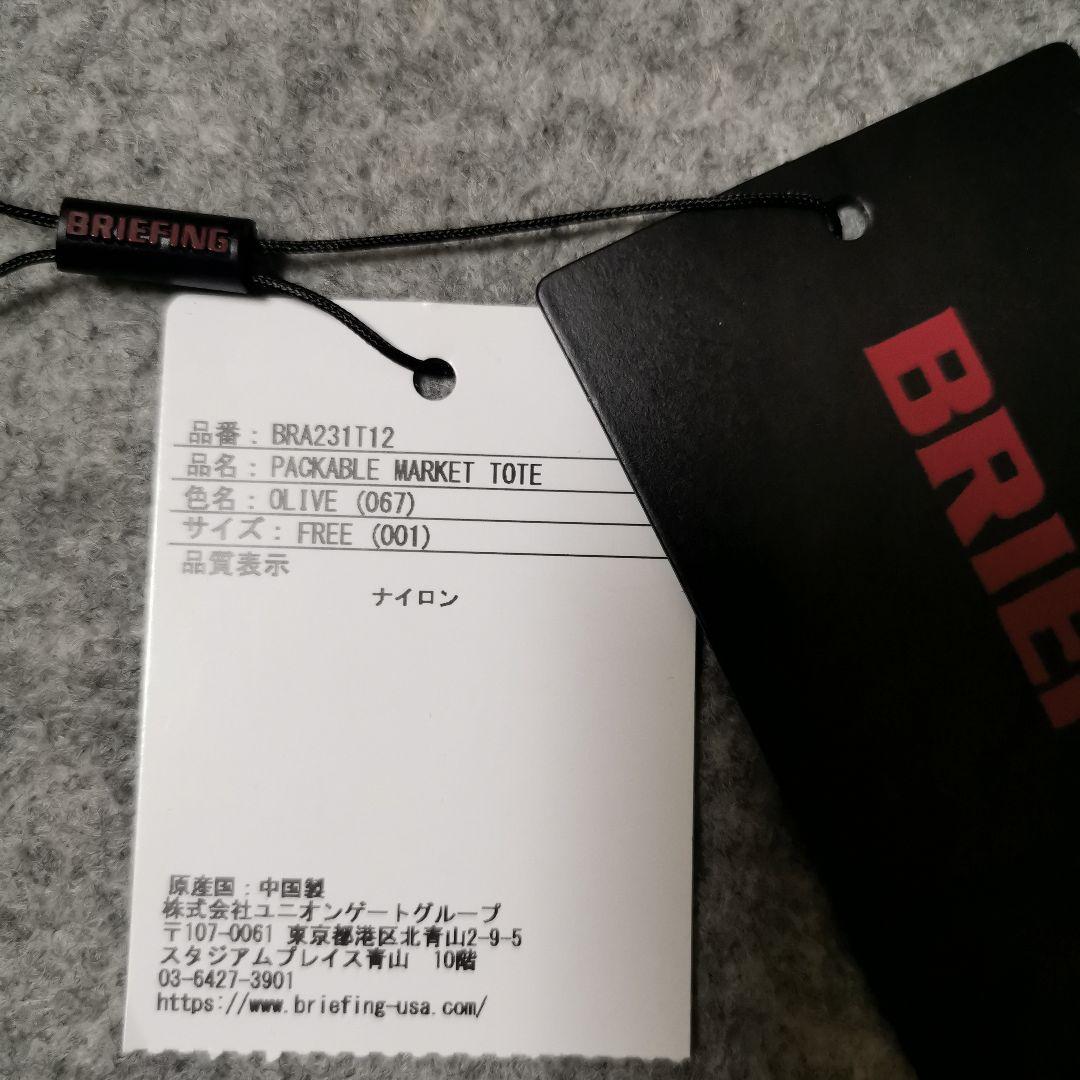 BRIEFING
BRIEF
品番：BRA231T12
品名：PACKABLE MARKET TOTE
色名：OLIVE (067)
サイズ：FREE (001)
品質表示
ナイロン
原産国：中国製
株式会社ユニオンゲートグループ
〒107-0061 東京都港区北青山2-9-5
スタジアムプレイス青山　10階
03-6427-3901
https://www.briefing-usa.com/